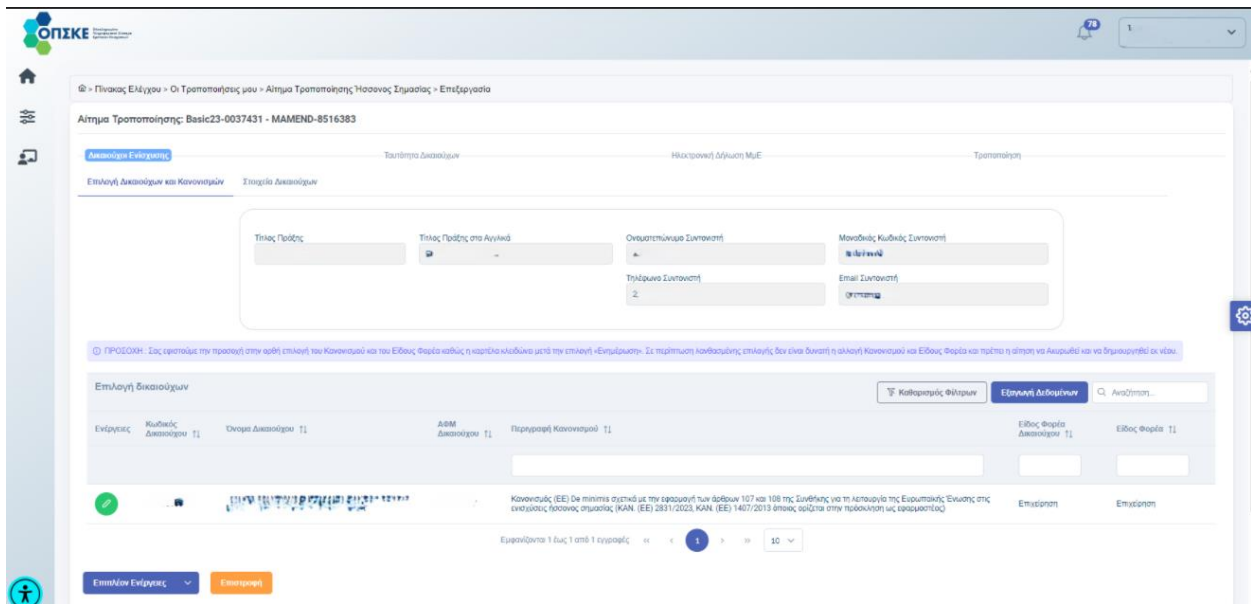 78
ΟΠΣΚΕ
» Πίνακας Ελέγχου » Οι Τροποποιήσεις μου » Αίτημα Τροποποίησης Ήσσονος Σημασίας » Επεξεργασία
Αίτημα Τροποποίησης: Basic23-0037431 - MAMEND-8516383
Δικαιούχοι Ενίσχυσης Ταυτότητα Δικαιούχων Ηλεκτρονική Δήλωση ΜμΕ Τροποποίηση
Επιλογή Δικαιούχων και Κανονισμών Στοιχεία Δικαιούχων
Τίτλος Πράξης Τίτλος Πράξης στα Αγγλικά Ονοματεπώνυμο Συντονιστή Μοναδικός Κωδικός Συντονιστή
Τηλέφωνο Συντονιστή Email Συντονιστή
2
ΠΡΟΣΟΧΗ : Σας εφιστούμε την προσοχή στην ορθή επιλογή του Κανονισμού και του Είδους Φορέα καθώς η καρτέλα κλειδώνει μετά την επιλογή «Ενημέρωση». Σε περίπτωση λανθασμένης επιλογής δεν είναι δυνατή η αλλαγή Κανονισμού και Είδους Φορέα και πρέπει η αίτηση να Ακυρωθεί και να δημιουργηθεί εκ νέου.
Επιλογή δικαιούχων Καθαρισμός Φίλτρων Εξαγωγή Δεδομένων Αναζήτηση...
Ενέργειες Κωδικός Δικαιούχου Όνομα Δικαιούχου ΑΦΜ Δικαιούχου Περιγραφή Κανονισμού Είδος Φορέα Δικαιούχου Είδος Φορέα
Κανονισμός (ΕΕ) De minimis σχετικά με την εφαρμογή των άρθρων 107 και 108 της Συνθήκης για τη λειτουργία της Ευρωπαϊκής Ένωσης στις
ενισχύσεις ήσσονος σημασίας (ΚΑΝ. (ΕΕ) 2831/2023, ΚΑΝ. (ΕΕ) 1407/2013 όποιος ορίζεται στην πρόσκληση ως εφαρμοστέος) Επιχείρηση Επιχείρηση
Εμφανίζονται 1 έως 1 από 1 εγγραφές « ‹ 1 › » 10
Επιπλέον Ενέργειες Επιστροφή